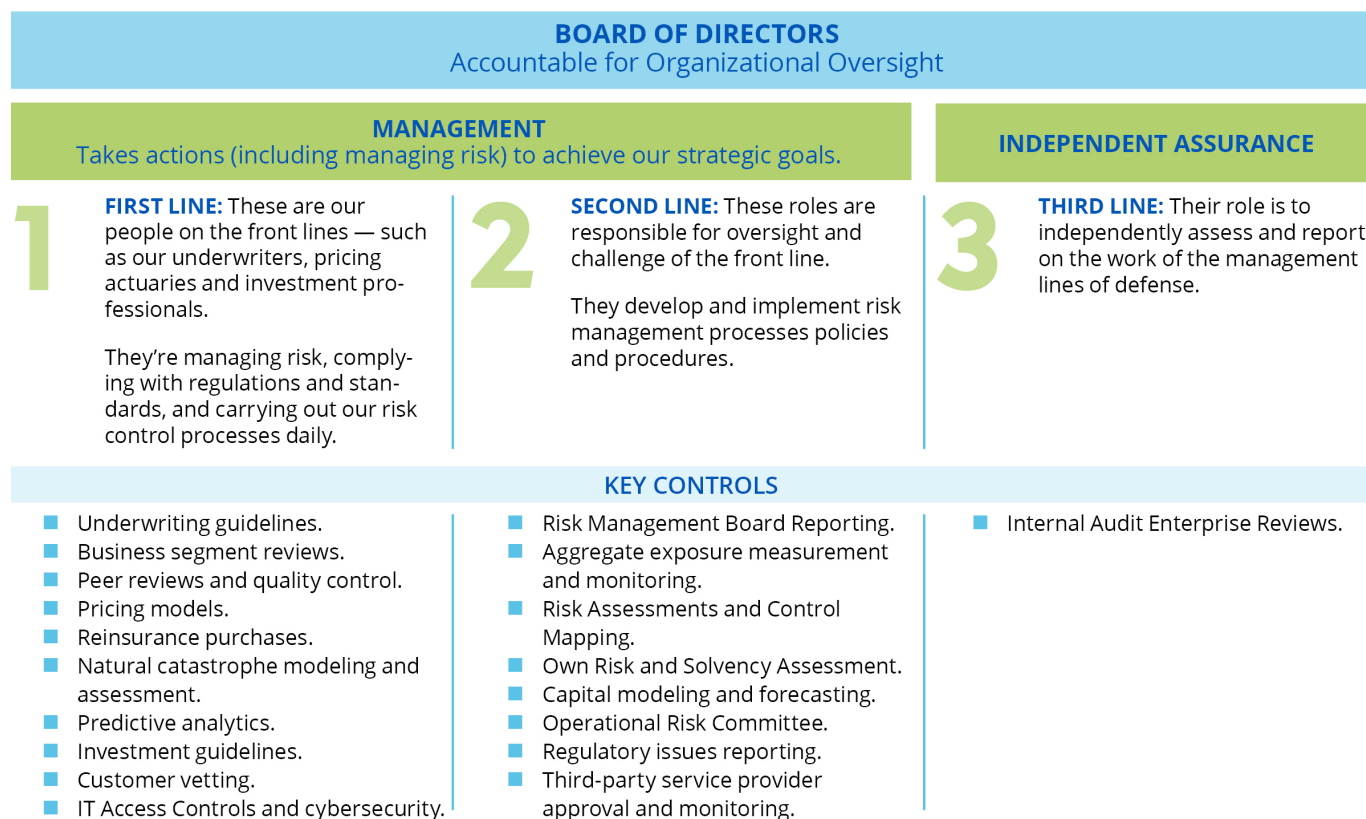 BOARD OF DIRECTORS
Accountable for Organizational Oversight
MANAGEMENT
Takes actions (including managing risk) to achieve our strategic goals.
INDEPENDENT ASSURANCE
1
FIRST LINE: These are our
people on the front lines — such
as our underwriters, pricing
actuaries and investment pro-
fessionals.
They’re managing risk, comply-
ing with regulations and stan-
dards, and carrying out our risk
control processes daily.
2
SECOND LINE: These roles are
responsible for oversight and
challenge of the front line.
They develop and implement risk
management processes policies
and procedures.
3
THIRD LINE: Their role is to
independently assess and report
on the work of the management
lines of defense.
KEY CONTROLS
Underwriting guidelines.
Business segment reviews.
Peer reviews and quality control.
Pricing models.
Reinsurance purchases.
Natural catastrophe modeling and
assessment.
Predictive analytics.
Investment guidelines.
Customer vetting.
IT Access Controls and cybersecurity.
Risk Management Board Reporting.
Aggregate exposure measurement
and monitoring.
Risk Assessments and Control
Mapping.
Own Risk and Solvency Assessment.
Capital modeling and forecasting.
Operational Risk Committee.
Regulatory issues reporting.
Third-party service provider
approval and monitoring.
Internal Audit Enterprise Reviews.